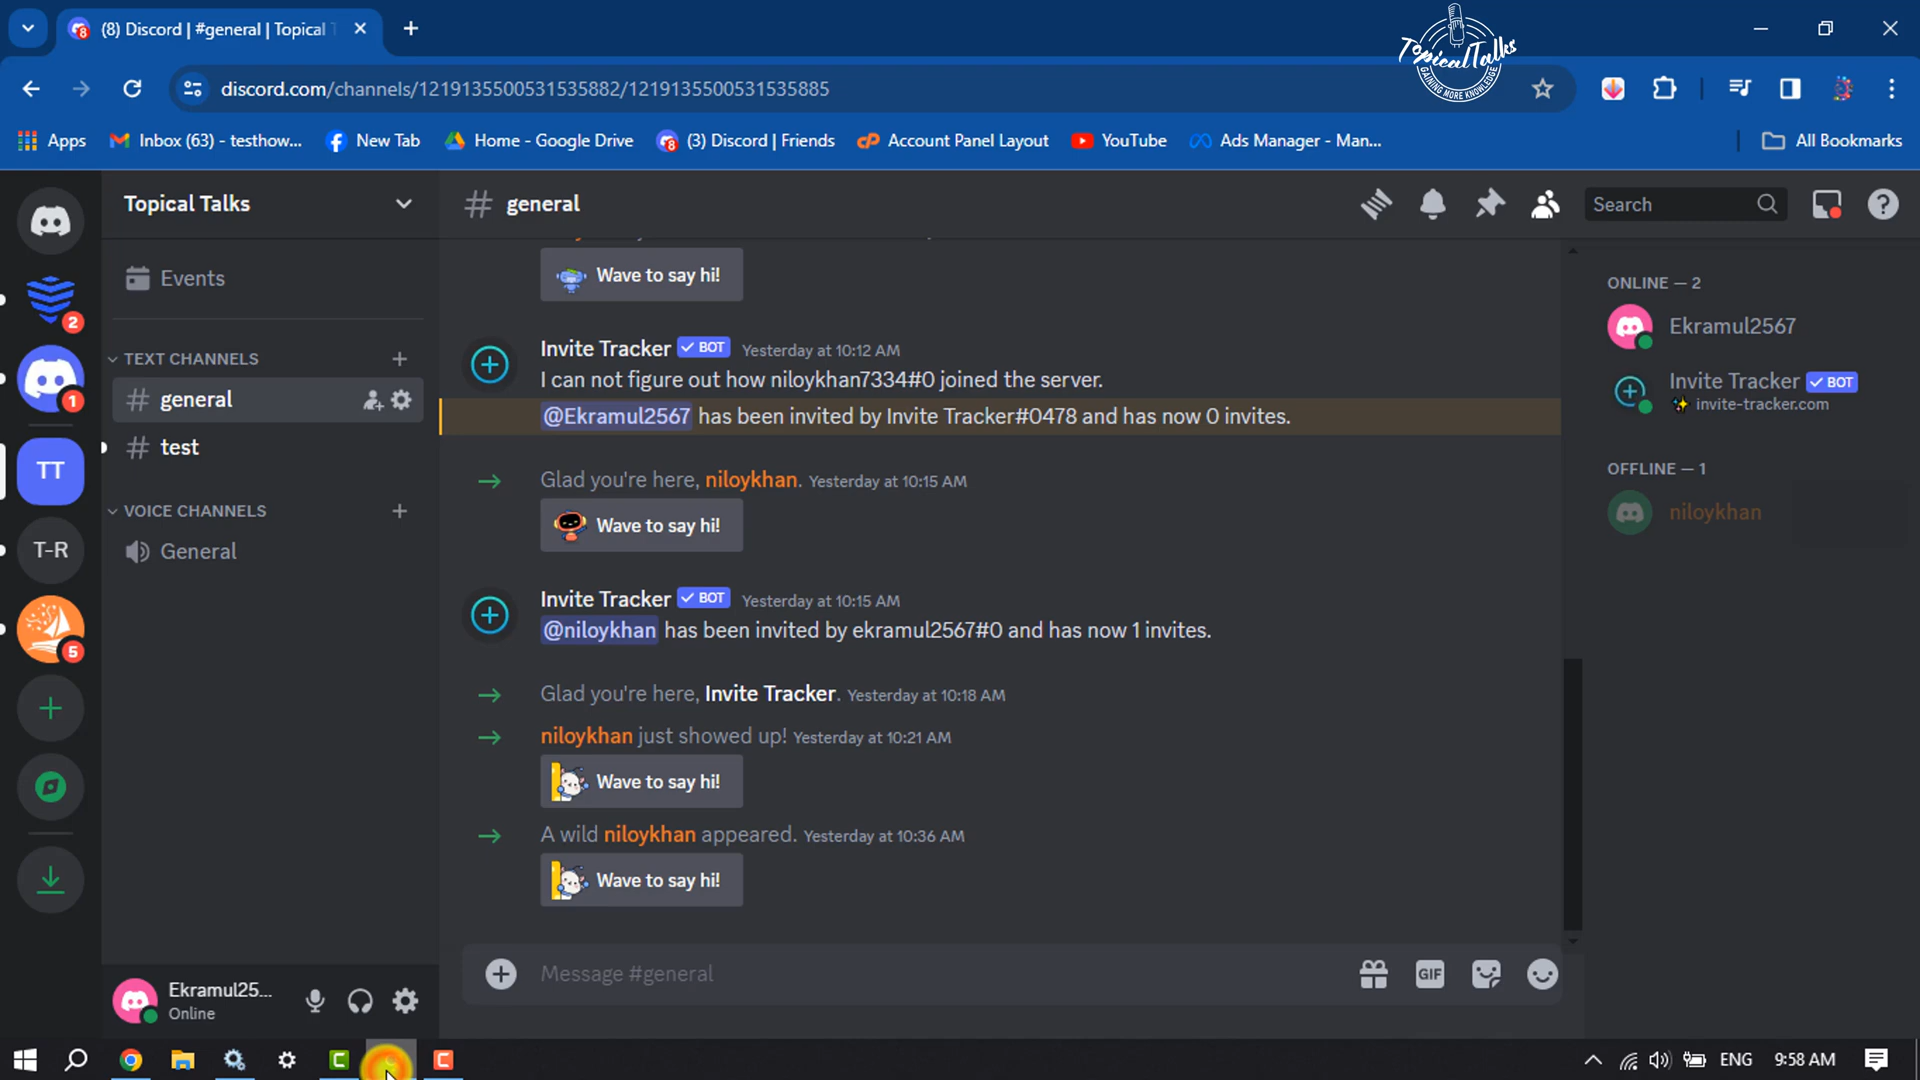 (8) Discord | #general | Topical
TopicalTalks
GAINING MORE KNOWLEDGE
discord.com/channels/1219135500531535882/1219135500531535885
Apps
Inbox (63) - testhow...
New Tab
Home - Google Drive
(3) Discord | Friends
Account Panel Layout
YouTube
Ads Manager - Man...
All Bookmarks
Topical Talks
general
Search
Events
TEXT CHANNELS
general
test
VOICE CHANNELS
General
2
1
TT
T-R
5
Wave to say hi!
Invite Tracker BOT Yesterday at 10:12 AM
I can not figure out how niloykhan7334#0 joined the server.
@Ekramul2567 has been invited by Invite Tracker#0478 and has now 0 invites.
Glad you're here, niloykhan. Yesterday at 10:15 AM
Wave to say hi!
Invite Tracker BOT Yesterday at 10:15 AM
@niloykhan has been invited by ekramul2567#0 and has now 1 invites.
Glad you're here, Invite Tracker. Yesterday at 10:18 AM
niloykhan just showed up! Yesterday at 10:21 AM
Wave to say hi!
A wild niloykhan appeared. Yesterday at 10:36 AM
Wave to say hi!
Message #general
GIF
ONLINE — 2
Ekramul2567
Invite Tracker BOT
✨ invite-tracker.com
OFFLINE — 1
niloykhan
Ekramul25...
Online
ENG
9:58 AM